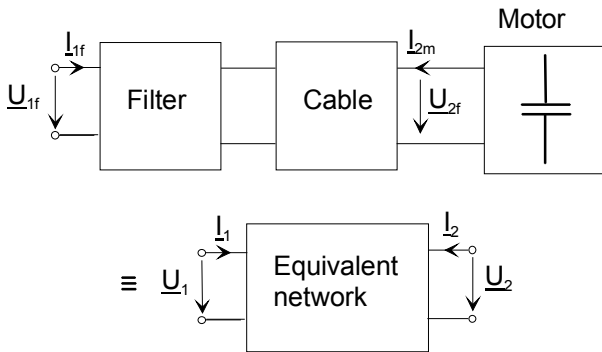 Motor
I1f
I2m
U1f
Filter
Cable
U2f
I1
I2
≡
U1
Equivalent
network
U2